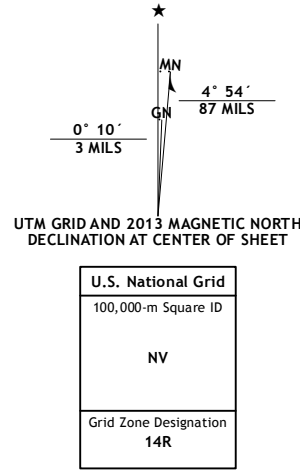 ★
MN
GN
4° 54´
87 MILS
0° 10´
3 MILS
UTM GRID AND 2013 MAGNETIC NORTH
DECLINATION AT CENTER OF SHEET
U.S. National Grid
100,000-m Square ID
NV
Grid Zone Designation
14R